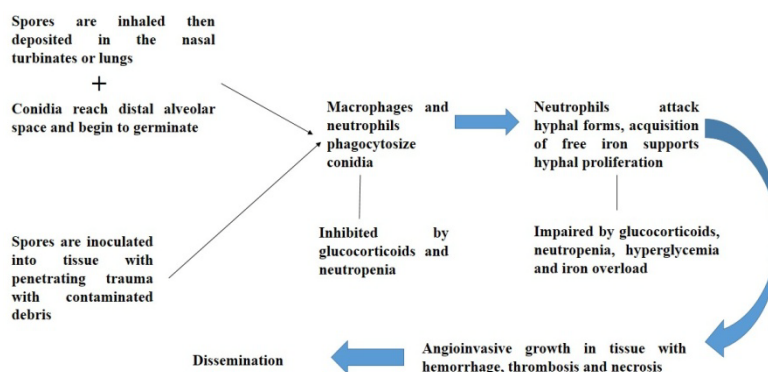 Spores are inhaled then
deposited in the nasal
turbinates or lungs
+
Conidia reach distal alveolar
space and begin to germinate
Macrophages and
neutrophils
phagocytosize
conidia
Neutrophils attack
hyphal forms, acquisition
of free iron supports
hyphal proliferation
Inhibited by
glucocorticoids and
neutropenia
Impaired by glucocorticoids,
neutropenia, hyperglycemia
and iron overload
Spores are inoculated
into tissue with
penetrating trauma
with contaminated
debris
Angioinvasive growth in tissue with
hemorrhage, thrombosis and necrosis
Dissemination